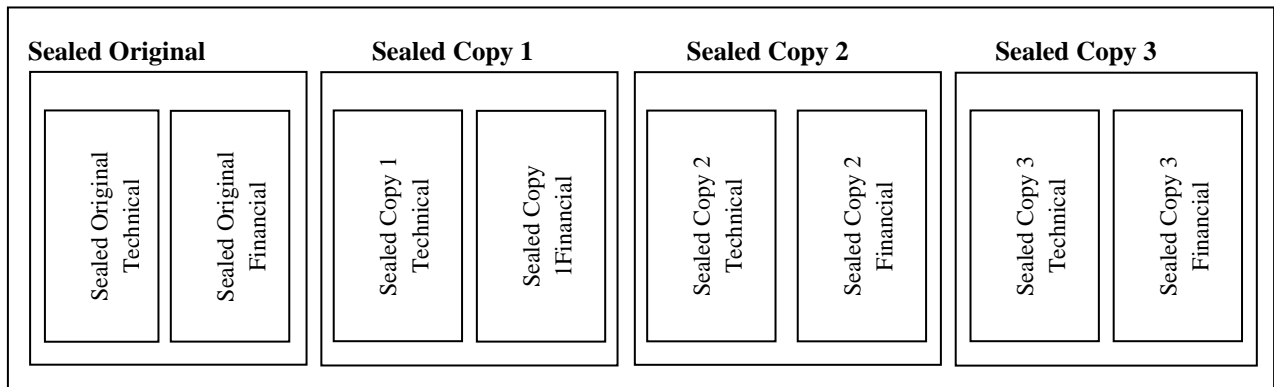 Sealed Original
Sealed Copy 1
Sealed Copy 2
Sealed Copy 3
Sealed Original
Technical
Sealed Original
Financial
Sealed Copy 1
Technical
Sealed Copy
1Financial
Sealed Copy 2
Technical
Sealed Copy 2
Financial
Sealed Copy 3
Technical
Sealed Copy 3
Financial